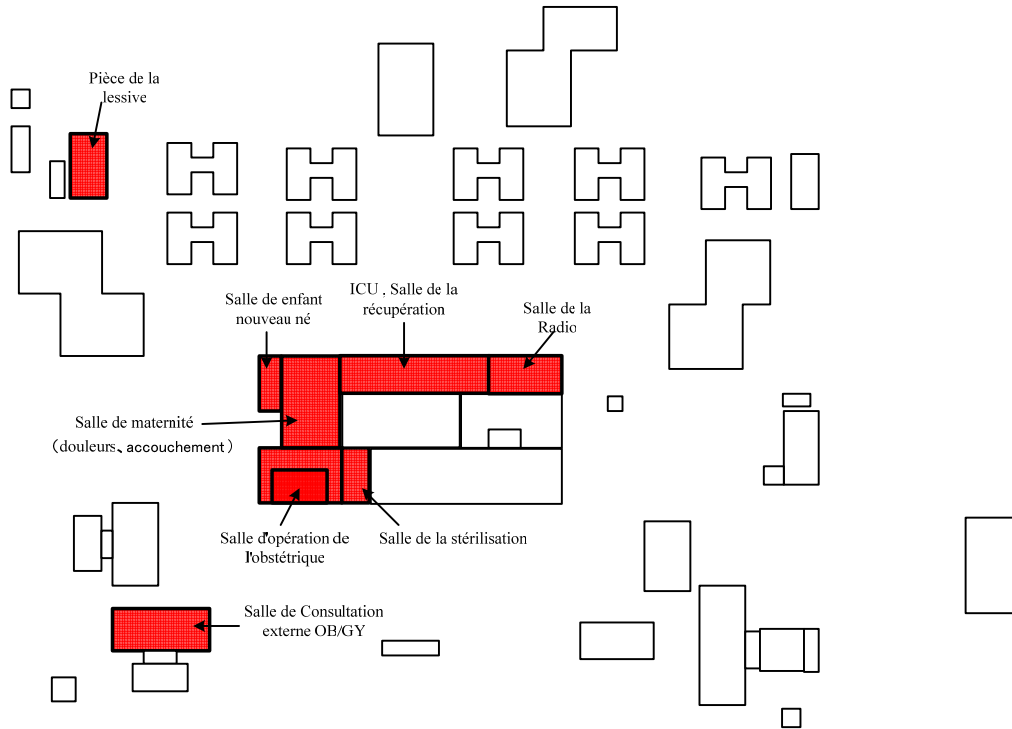 Pièce de la
lessive
Salle de enfant
nouveau né
ICU , Salle de la
récupération
Salle de la
Radio
Salle de maternité
(douleurs、accouchement)
Salle d'opération de
l'obstétrique
Salle de la stérilisation
Salle de Consultation
externe OB/GY